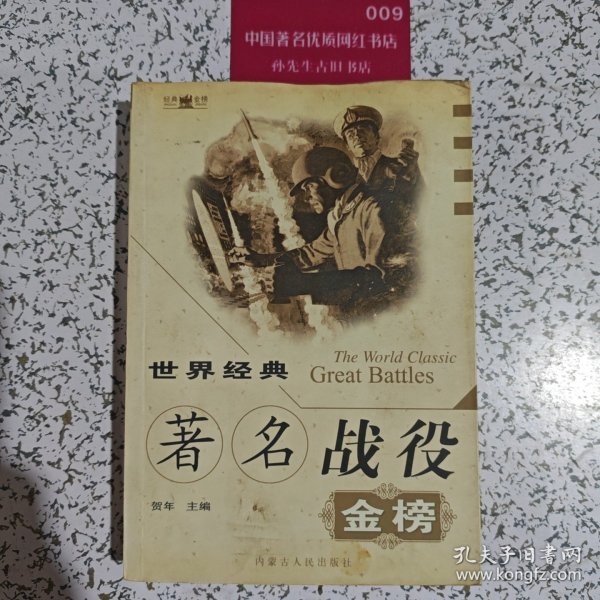 009
中国著名优质网红书店
孙先生古旧书店
经典 金榜
The World Classic
世界经典
Great Battles
著名战役
金榜
贺年 主编
内蒙古人民出版社
孔夫子旧书网
www.kongfz.com